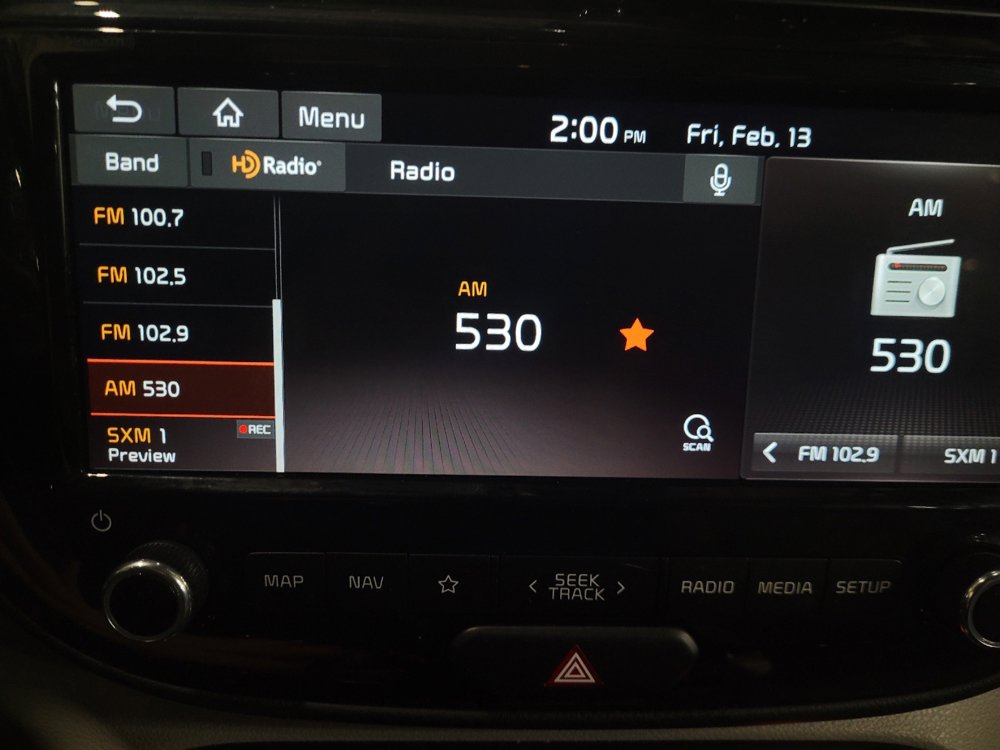 Menu
2:00 PM
Fri, Feb. 13
Band
HD Radio
Radio
FM 100.7
FM 102.5
FM 102.9
AM 530
SXM 1
REC
Preview
AM
530
SCAN
AM
530
FM 102.9
SXM 1
MAP
NAV
< SEEK >
TRACK
RADIO
MEDIA
SETUP